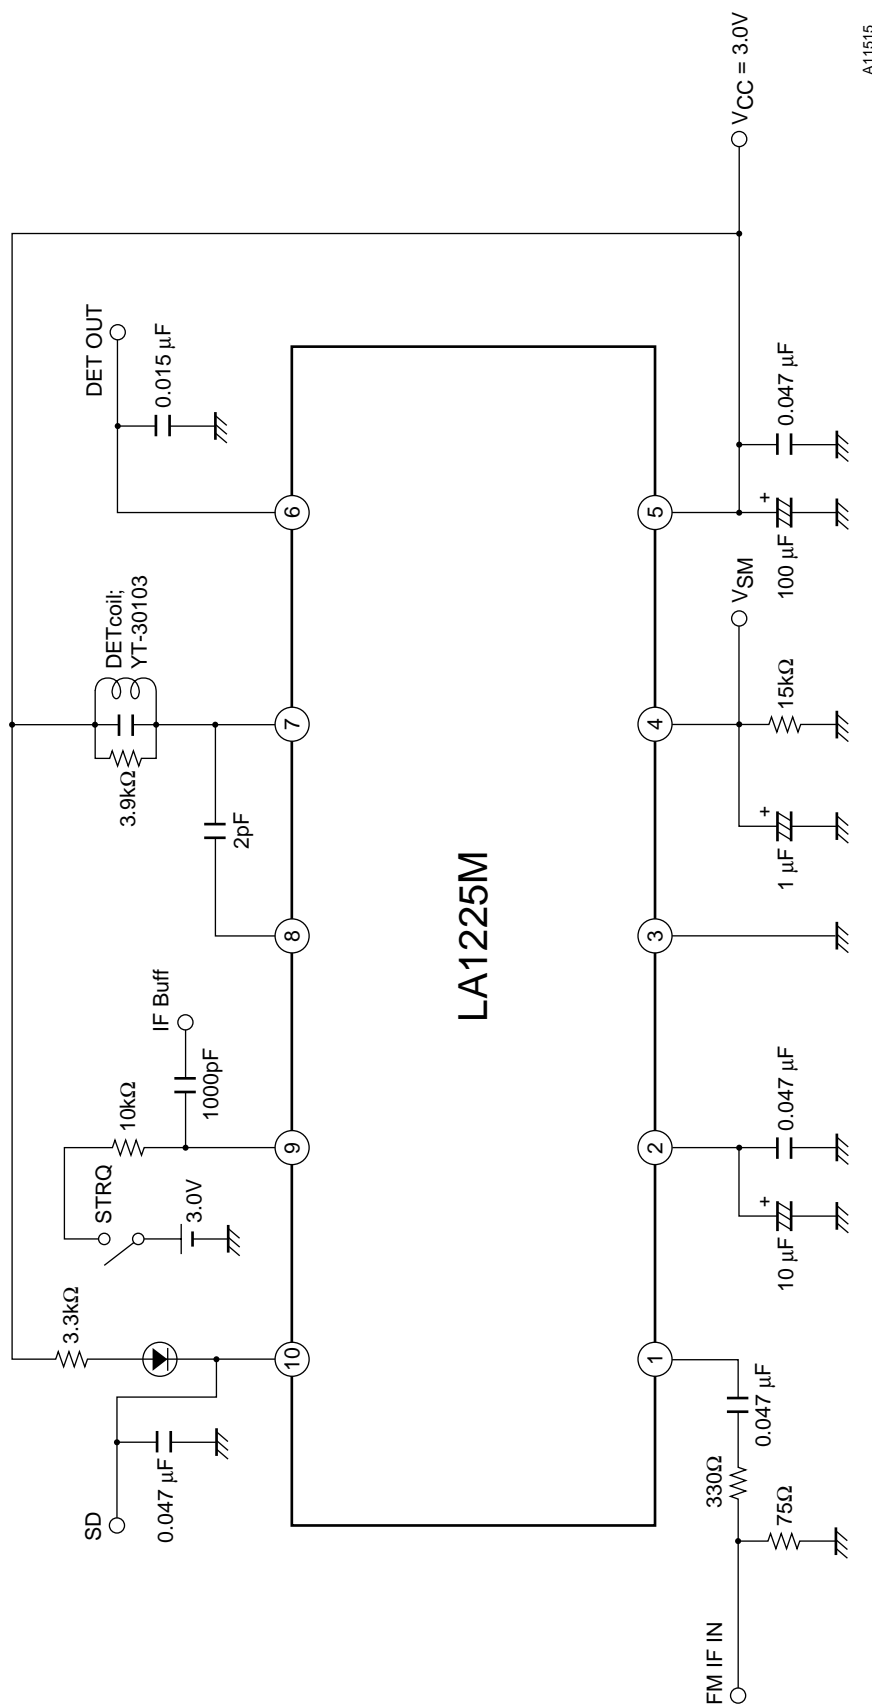 SD
0.047 µF
3.3kΩ
STRQ
3.0V
10kΩ
IF Buff
1000pF
2pF
3.9kΩ
DETcoil;
YT-30103
DET OUT
0.015 µF
10
9
8
7
6
LA1225M
1
2
3
4
5
FM IF IN
75Ω
330Ω
0.047 µF
10 µF
+
0.047 µF
1 µF
+
15kΩ
VSM
100 µF
+
0.047 µF
VCC = 3.0V
A11515